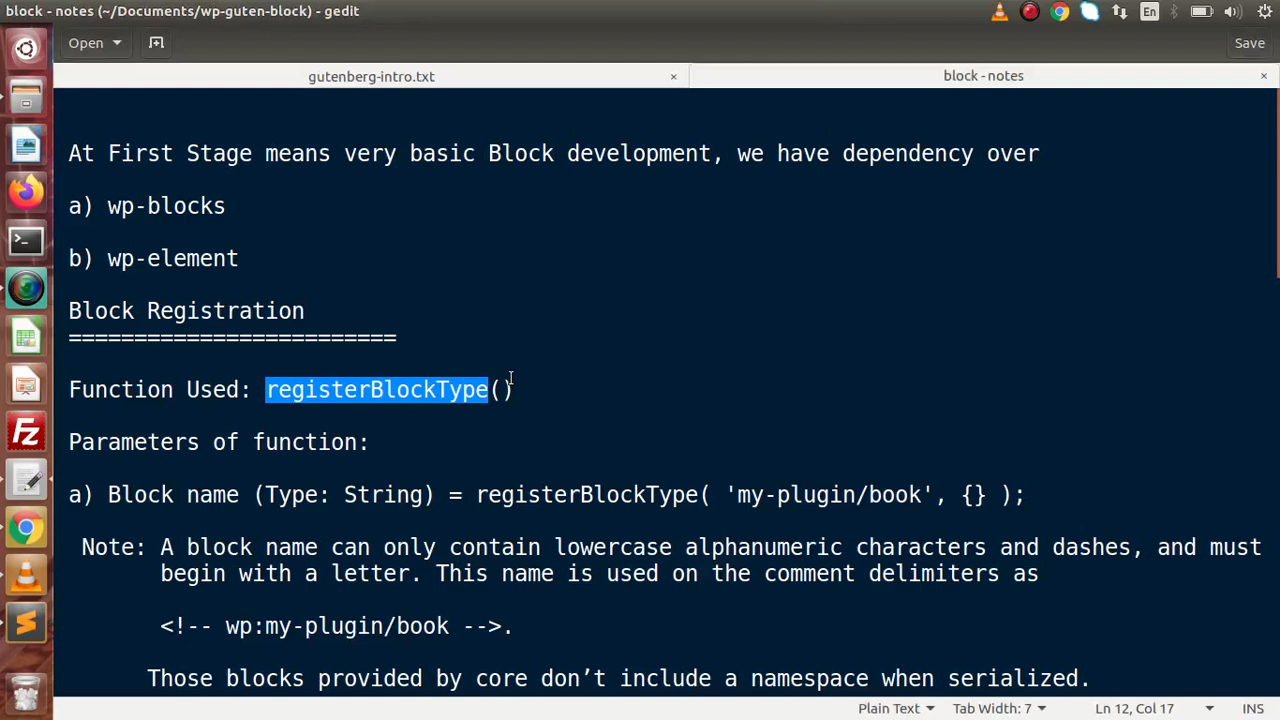 block - notes (~/Documents/wp-guten-block) - gedit
En
Open
Save
gutenberg-intro.txt
×
block - notes
×
At First Stage means very basic Block development, we have dependency over
a) wp-blocks
b) wp-element
Block Registration
=========================
Function Used: registerBlockType()
Parameters of function:
a) Block name (Type: String) = registerBlockType( 'my-plugin/book', {} );
Note: A block name can only contain lowercase alphanumeric characters and dashes, and must
begin with a letter. This name is used on the comment delimiters as
<!-- wp:my-plugin/book -->.
Those blocks provided by core don’t include a namespace when serialized.
Plain Text
Tab Width: 7
Ln 12, Col 17
INS
Fz